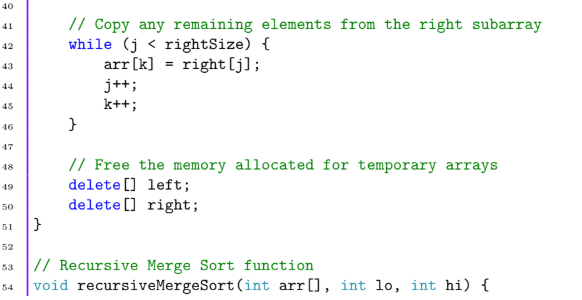 40
41     // Copy any remaining elements from the right subarray
42     while (j < rightSize) {
43         arr[k] = right[j];
44         j++;
45         k++;
46     }
47
48     // Free the memory allocated for temporary arrays
49     delete[] left;
50     delete[] right;
51 }
52
53 // Recursive Merge Sort function
54 void recursiveMergeSort(int arr[], int lo, int hi) {